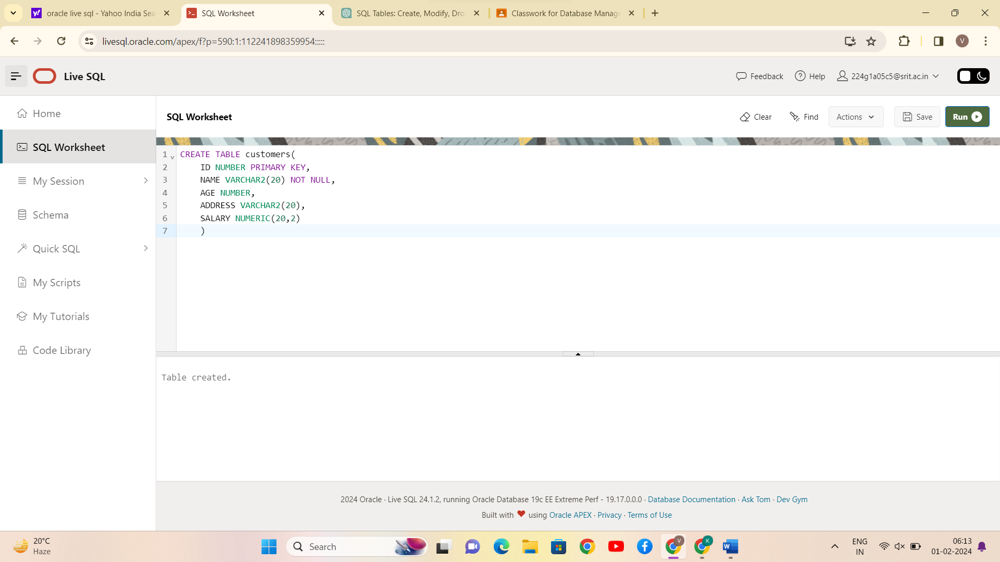 oracle live sql - Yahoo India Sea
SQL Worksheet
SQL Tables: Create, Modify, Dro
Classwork for Database Manage
livesql.oracle.com/apex/f?p=590:1:112241898359954:::::
V
Live SQL
Feedback
Help
224g1a05c5@srit.ac.in
Home
SQL Worksheet
My Session
Schema
Quick SQL
My Scripts
My Tutorials
Code Library
SQL Worksheet
Clear
Find
Actions
Save
Run
1 CREATE TABLE customers(
2 ID NUMBER PRIMARY KEY,
3 NAME VARCHAR2(20) NOT NULL,
4 AGE NUMBER,
5 ADDRESS VARCHAR2(20),
6 SALARY NUMERIC(20,2)
7 )
Table created.
2024 Oracle · Live SQL 24.1.2, running Oracle Database 19c EE Extreme Perf - 19.17.0.0.0 · Database Documentation · Ask Tom · Dev Gym
Built with ❤ using Oracle APEX · Privacy · Terms of Use
20°C
Haze
Search
V
K
W
ENG
IN
06:13
01-02-2024